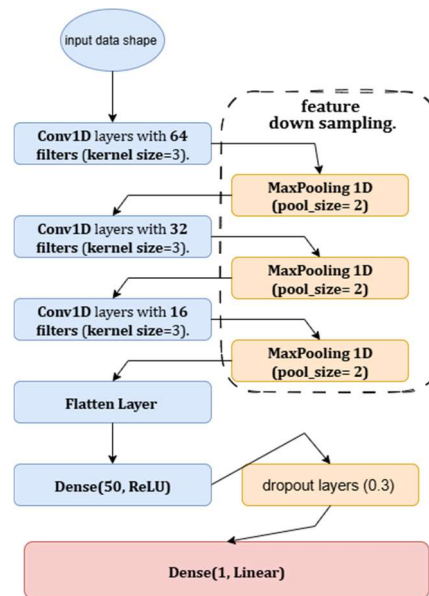 input data shape
feature
down sampling.
Conv1D layers with 64
filters (kernel size=3).
MaxPooling 1D
(pool_size= 2)
Conv1D layers with 32
filters (kernel size=3).
MaxPooling 1D
(pool_size= 2)
Conv1D layers with 16
filters (kernel size=3).
MaxPooling 1D
(pool_size= 2)
Flatten Layer
Dense(50, ReLU)
dropout layers (0.3)
Dense(1, Linear)